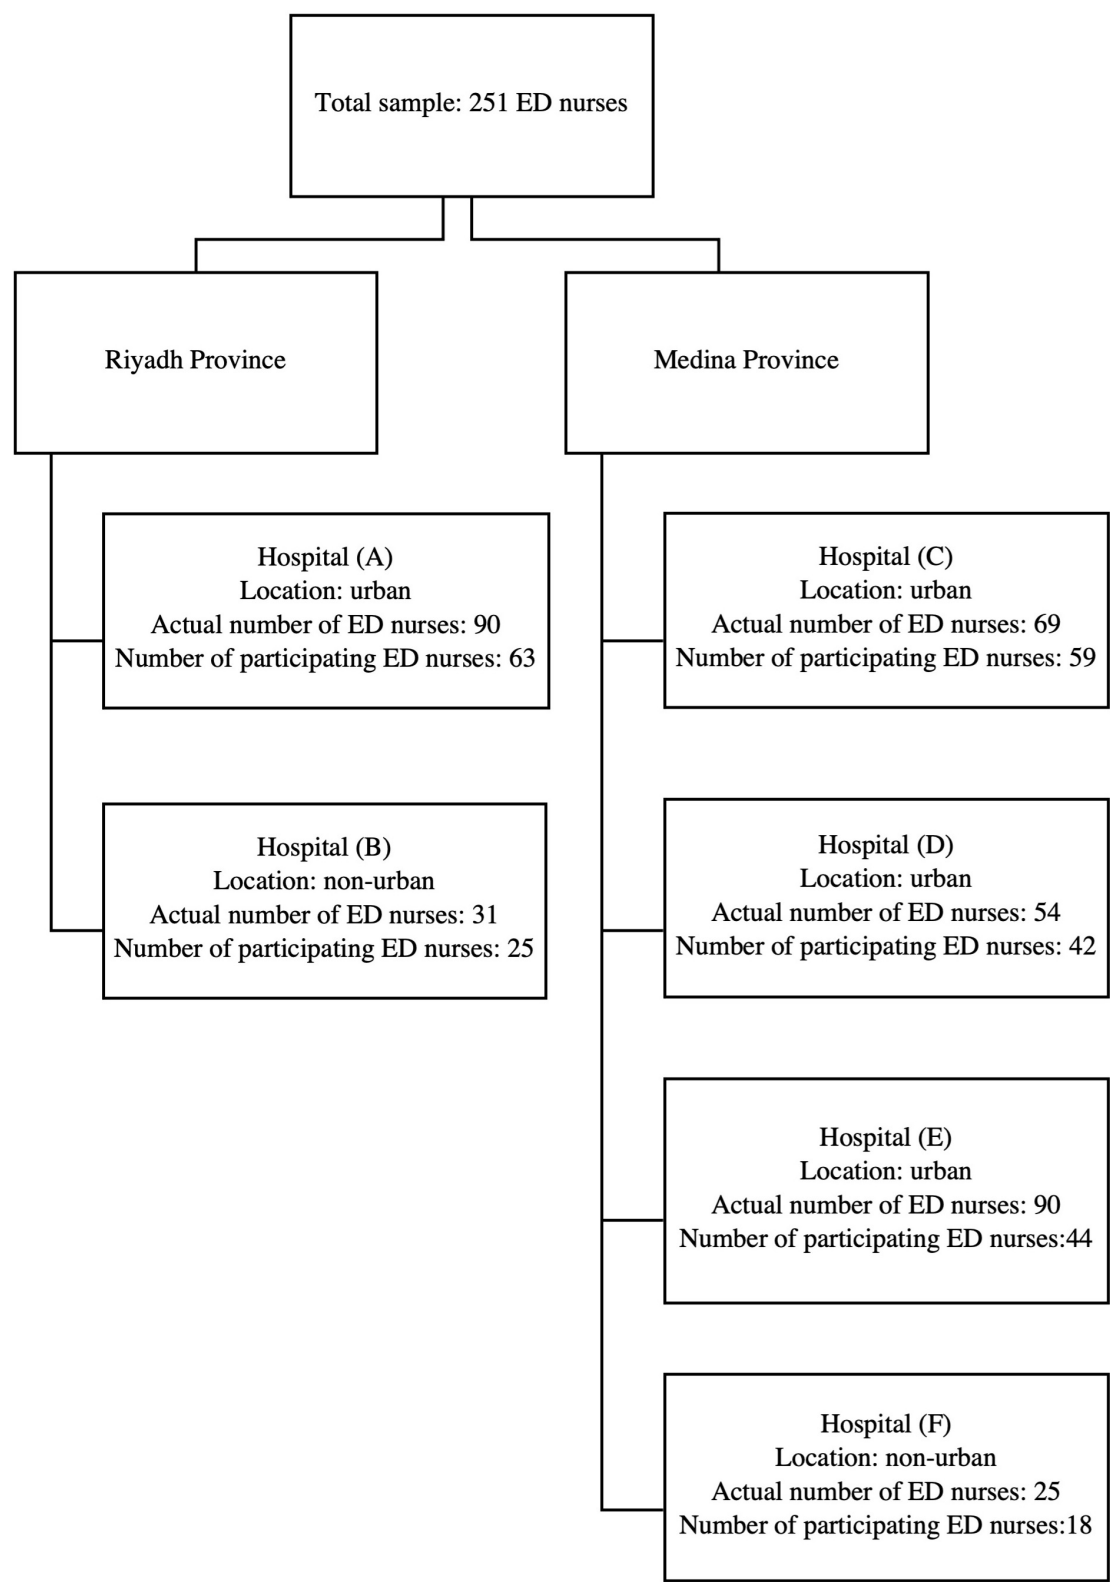 Total sample: 251 ED nurses
Riyadh Province
Medina Province
Hospital (A)
Location: urban
Actual number of ED nurses: 90
Number of participating ED nurses: 63
Hospital (B)
Location: non-urban
Actual number of ED nurses: 31
Number of participating ED nurses: 25
Hospital (C)
Location: urban
Actual number of ED nurses: 69
Number of participating ED nurses: 59
Hospital (D)
Location: urban
Actual number of ED nurses: 54
Number of participating ED nurses: 42
Hospital (E)
Location: urban
Actual number of ED nurses: 90
Number of participating ED nurses:44
Hospital (F)
Location: non-urban
Actual number of ED nurses: 25
Number of participating ED nurses:18